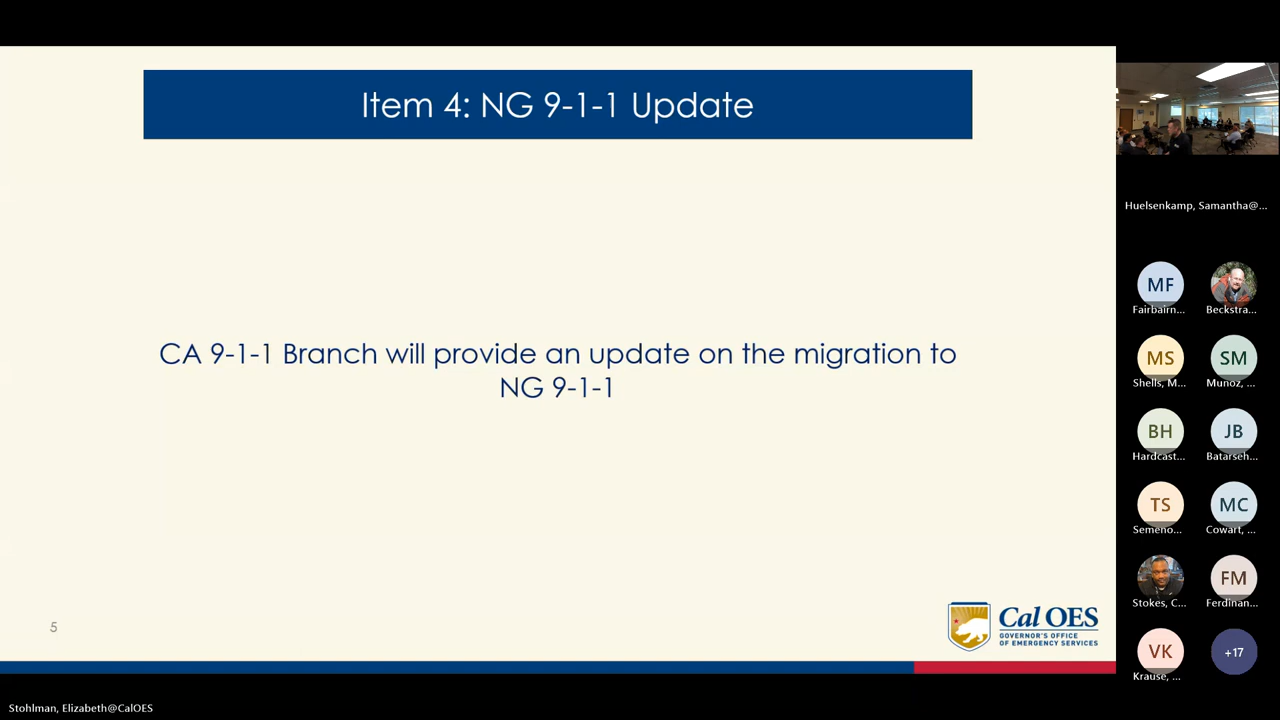 Item 4: NG 9-1-1 Update
CA 9-1-1 Branch will provide an update on the migration to
NG 9-1-1
5
Cal OES
GOVERNOR'S OFFICE
OF EMERGENCY SERVICES
Huelsenkamp, Samantha@...
MF
Fairbairn...
Beckstra...
MS
Shells, M...
SM
Munoz, ...
BH
Hardcast...
JB
Batarseh...
TS
Semeno...
MC
Cowart, ...
Stokes, C...
FM
Ferdinan...
VK
Krause, ...
+17
Stohlman, Elizabeth@CalOES